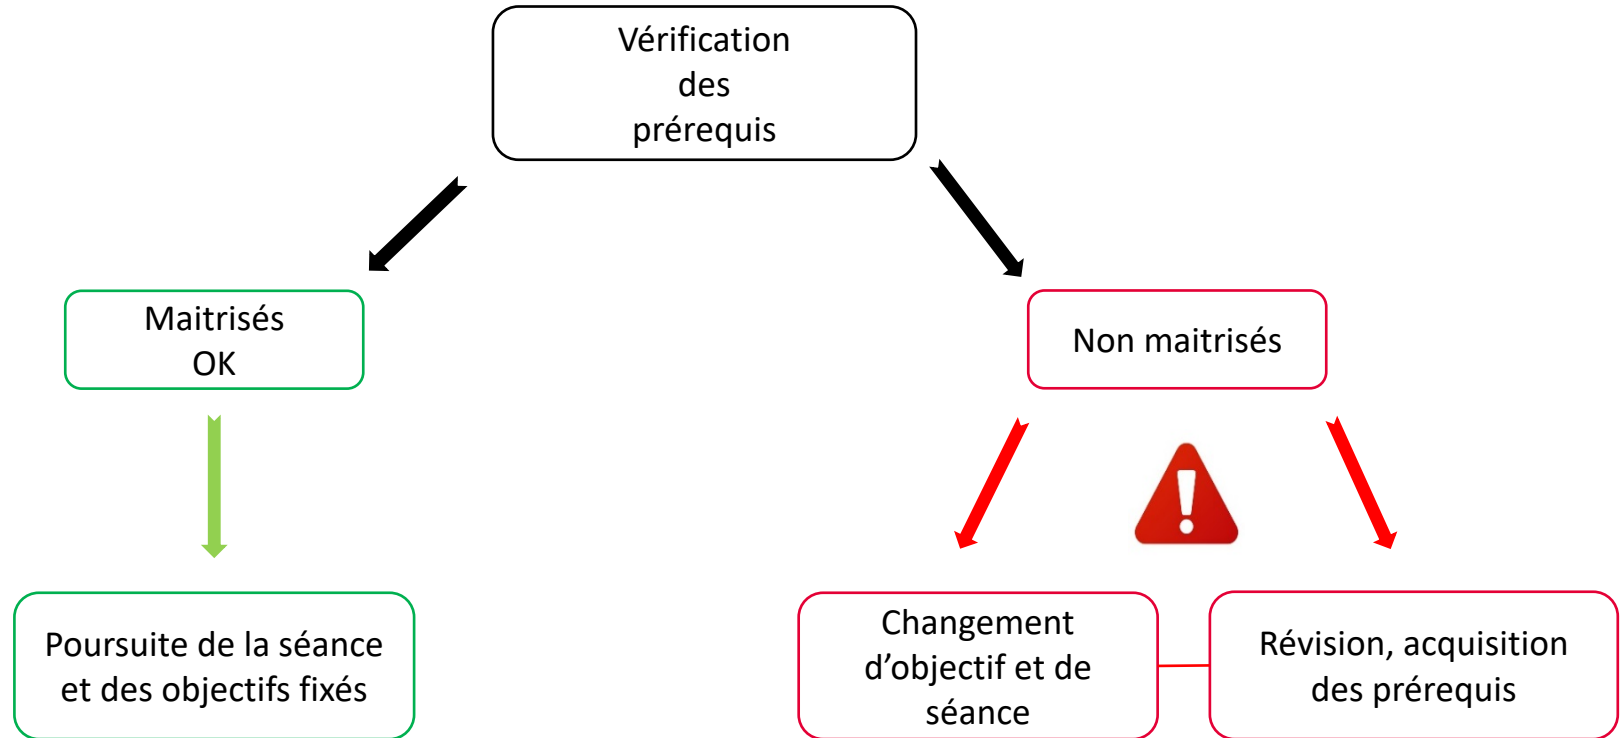 Vérification
des
prérequis
Maitrisés
OK
Non maitrisés
Poursuite de la séance
et des objectifs fixés
Changement
d’objectif et de
séance
Révision, acquisition
des prérequis